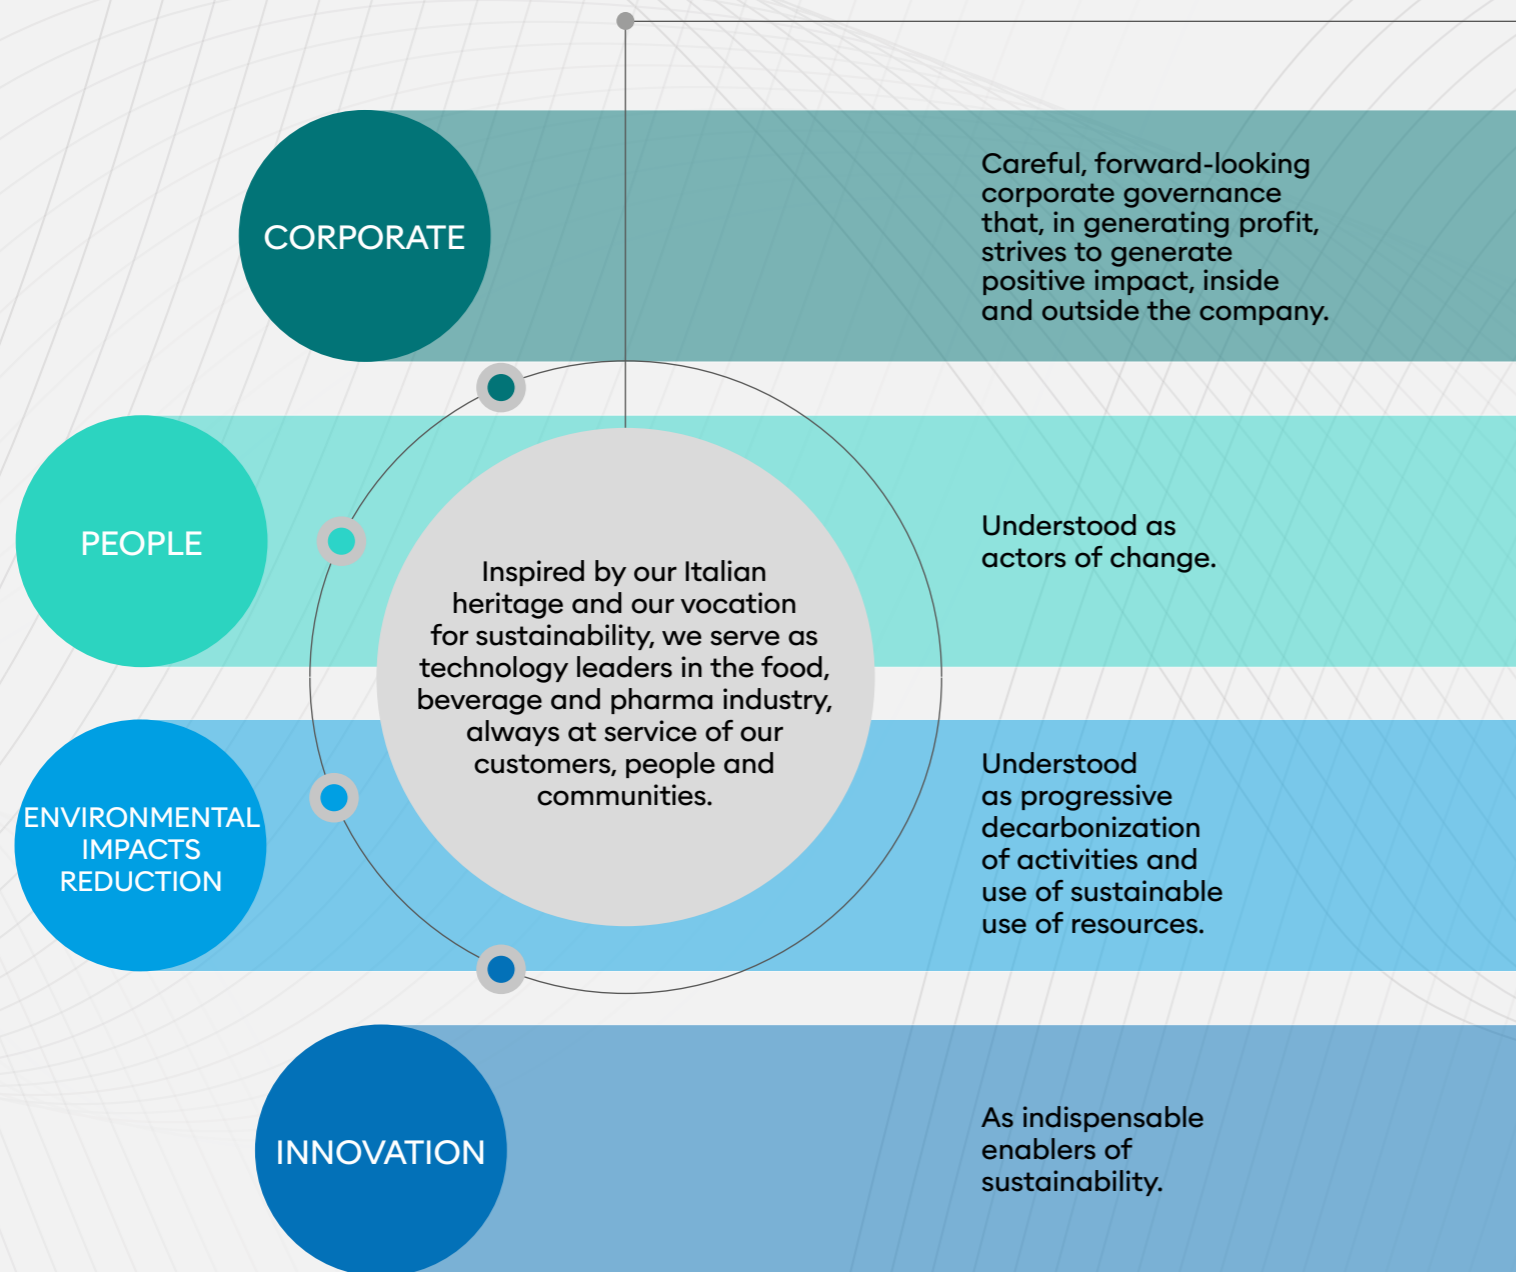 CORPORATE
Careful, forward-looking
corporate governance
that, in generating profit,
strives to generate
positive impact, inside
and outside the company.
PEOPLE
Understood as
actors of change.
Inspired by our Italian
heritage and our vocation
for sustainability, we serve as
technology leaders in the food,
beverage and pharma industry,
always at service of our
customers, people and
communities.
ENVIRONMENTAL
IMPACTS
REDUCTION
Understood
as progressive
decarbonization
of activities and
use of sustainable
use of resources.
INNOVATION
As indispensable
enablers of
sustainability.